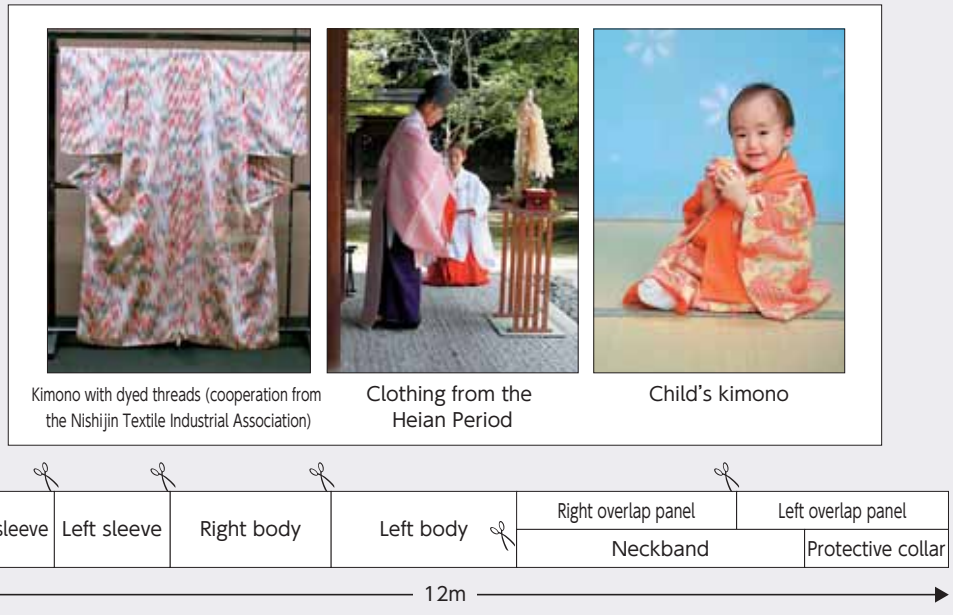 Kimono with dyed threads (cooperation from
the Nishijin Textile Industrial Association)
Clothing from the
Heian Period
Child's kimono
sleeve
Left sleeve
Right body
Left body
Right overlap panel
Left overlap panel
Neckband
Protective collar
12m